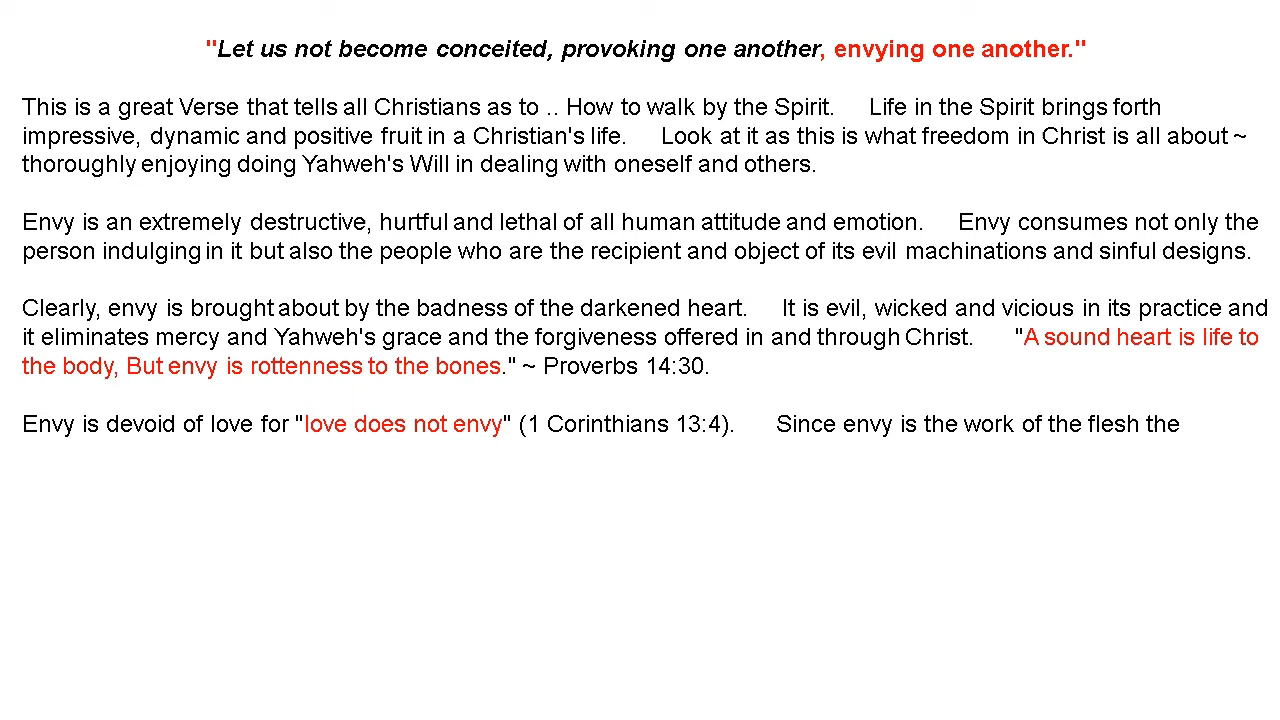 "Let us not become conceited, provoking one another, envying one another."
This is a great Verse that tells all Christians as to .. How to walk by the Spirit. Life in the Spirit brings forth
impressive, dynamic and positive fruit in a Christian's life. Look at it as this is what freedom in Christ is all about ~
thoroughly enjoying doing Yahweh's Will in dealing with oneself and others.
Envy is an extremely destructive, hurtful and lethal of all human attitude and emotion. Envy consumes not only the
person indulging in it but also the people who are the recipient and object of its evil machinations and sinful designs.
Clearly, envy is brought about by the badness of the darkened heart. It is evil, wicked and vicious in its practice and
it eliminates mercy and Yahweh's grace and the forgiveness offered in and through Christ. "A sound heart is life to
the body, But envy is rottenness to the bones." ~ Proverbs 14:30.
Envy is devoid of love for "love does not envy" (1 Corinthians 13:4). Since envy is the work of the flesh the